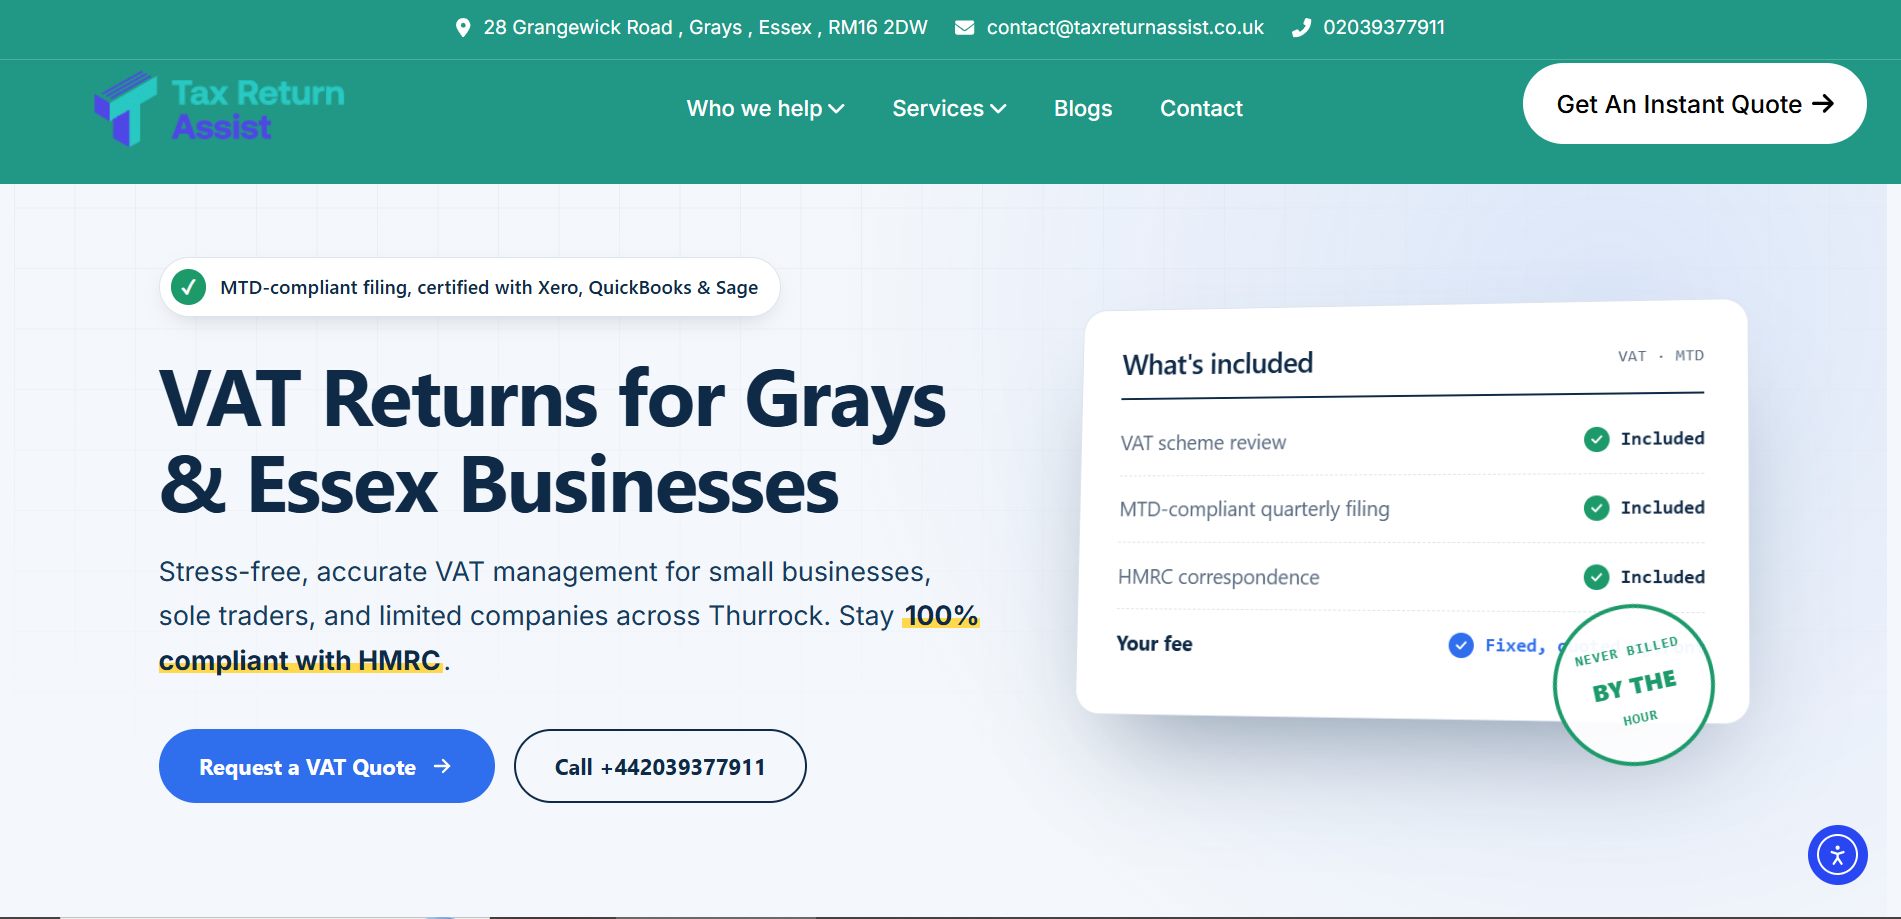 28 Grangewick Road , Grays , Essex , RM16 2DW contact@taxreturnassist.co.uk 02039377911
Tax Return
Assist
Who we help Services Blogs Contact
Get An Instant Quote
MTD-compliant filing, certified with Xero, QuickBooks & Sage
VAT Returns for Grays
& Essex Businesses
Stress-free, accurate VAT management for small businesses,
sole traders, and limited companies across Thurrock. Stay 100%
compliant with HMRC.
Request a VAT Quote
Call +442039377911
What's included VAT · MTD
VAT scheme review Included
MTD-compliant quarterly filing Included
HMRC correspondence Included
Your fee Fixed,
NEVER BILLED
BY THE
HOUR